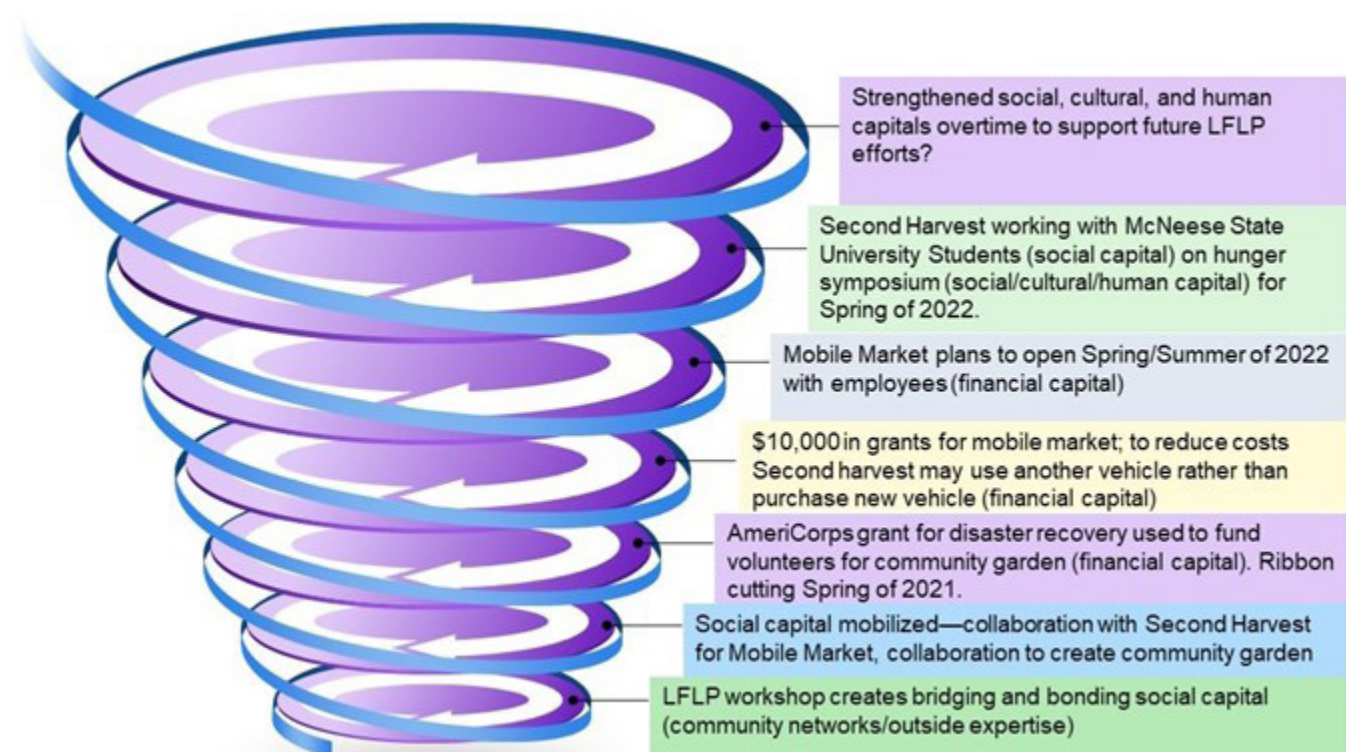 Strengthened social, cultural, and human
capitals overtime to support future LFLP
efforts?
Second Harvest working with McNeese State
University Students (social capital) on hunger
symposium (social/cultural/human capital) for
Spring of 2022.
Mobile Market plans to open Spring/Summer of 2022
with employees (financial capital)
$10,000 in grants for mobile market; to reduce costs
Second harvest may use another vehicle rather than
purchase new vehicle (financial capital)
AmeriCorps grant for disaster recovery used to fund
volunteers for community garden (financial capital). Ribbon
cutting Spring of 2021.
Social capital mobilized—collaboration with Second Harvest
for Mobile Market, collaboration to create community garden
LFLP workshop creates bridging and bonding social capital
(community networks/outside expertise)